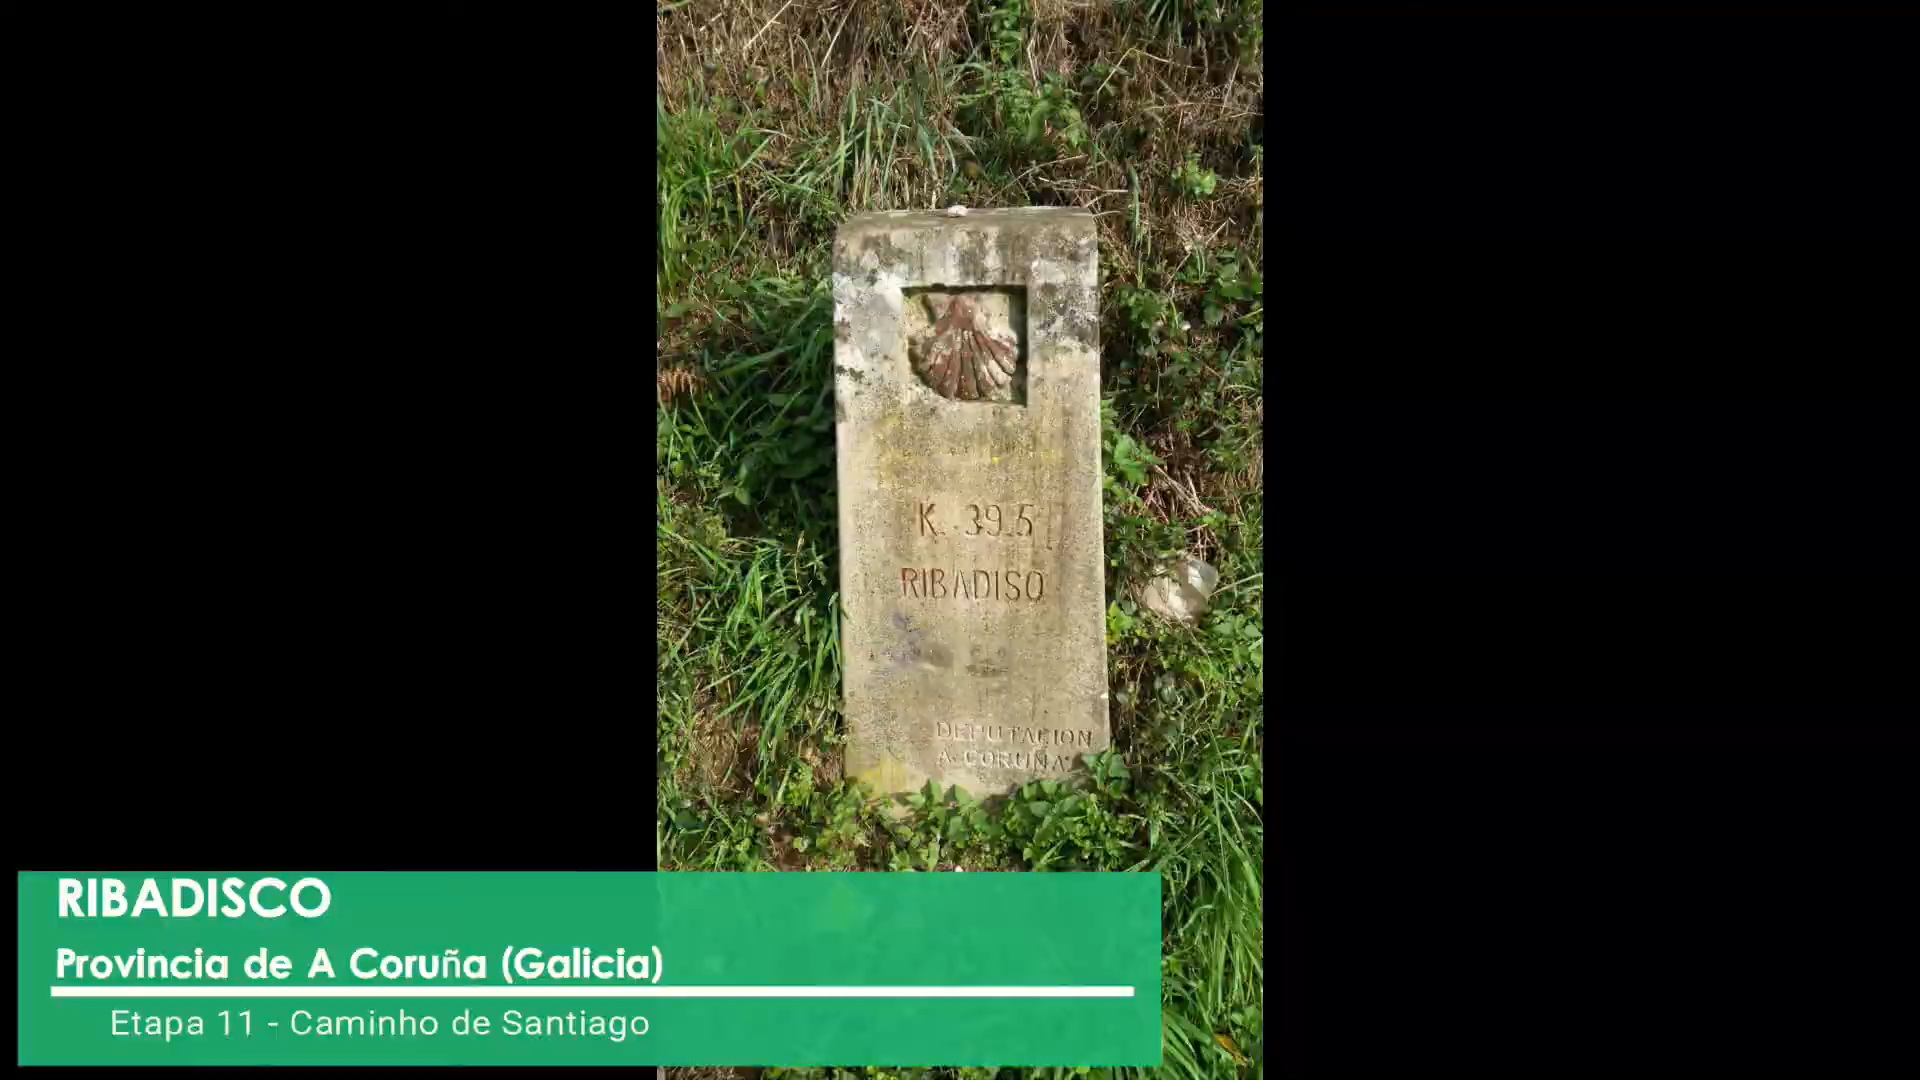 K. 39.5
RIBADISO
DEPUTACION
A CORUÑA
RIBADISCO
Provincia de A Coruña (Galicia)
Etapa 11 - Caminho de Santiago